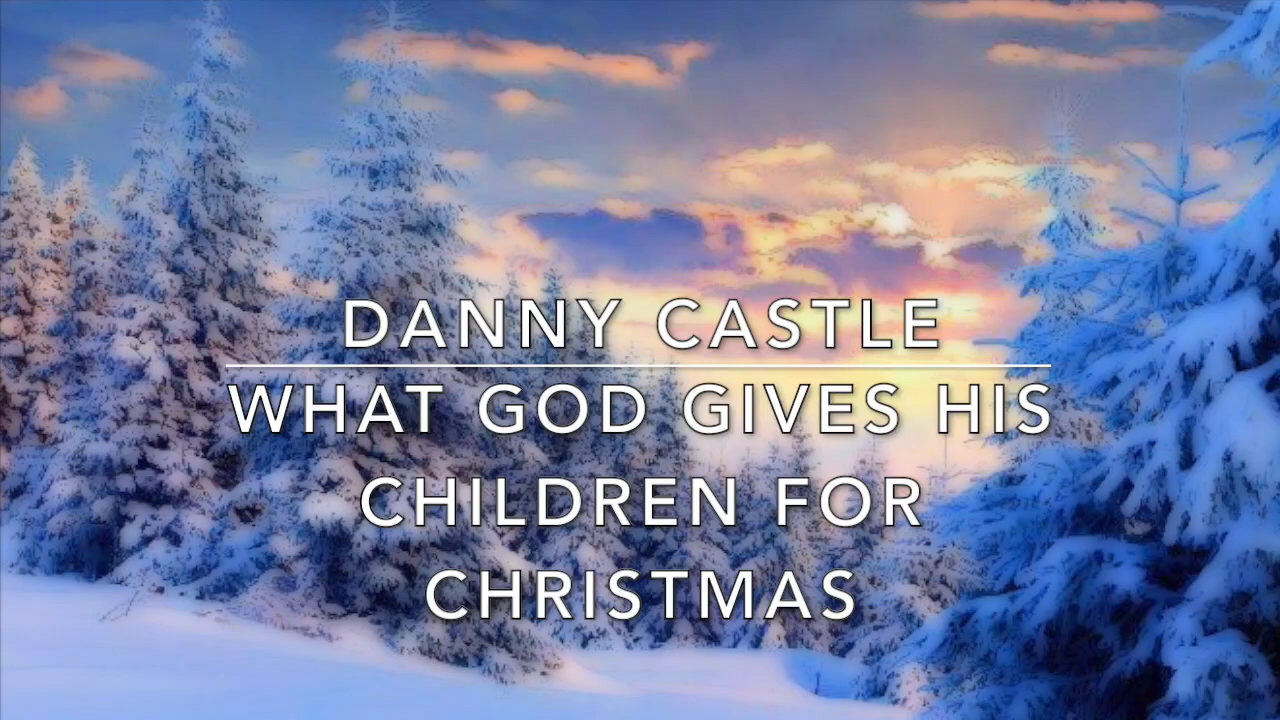 DANNY CASTLE
WHAT GOD GIVES HIS
CHILDREN FOR
CHRISTMAS